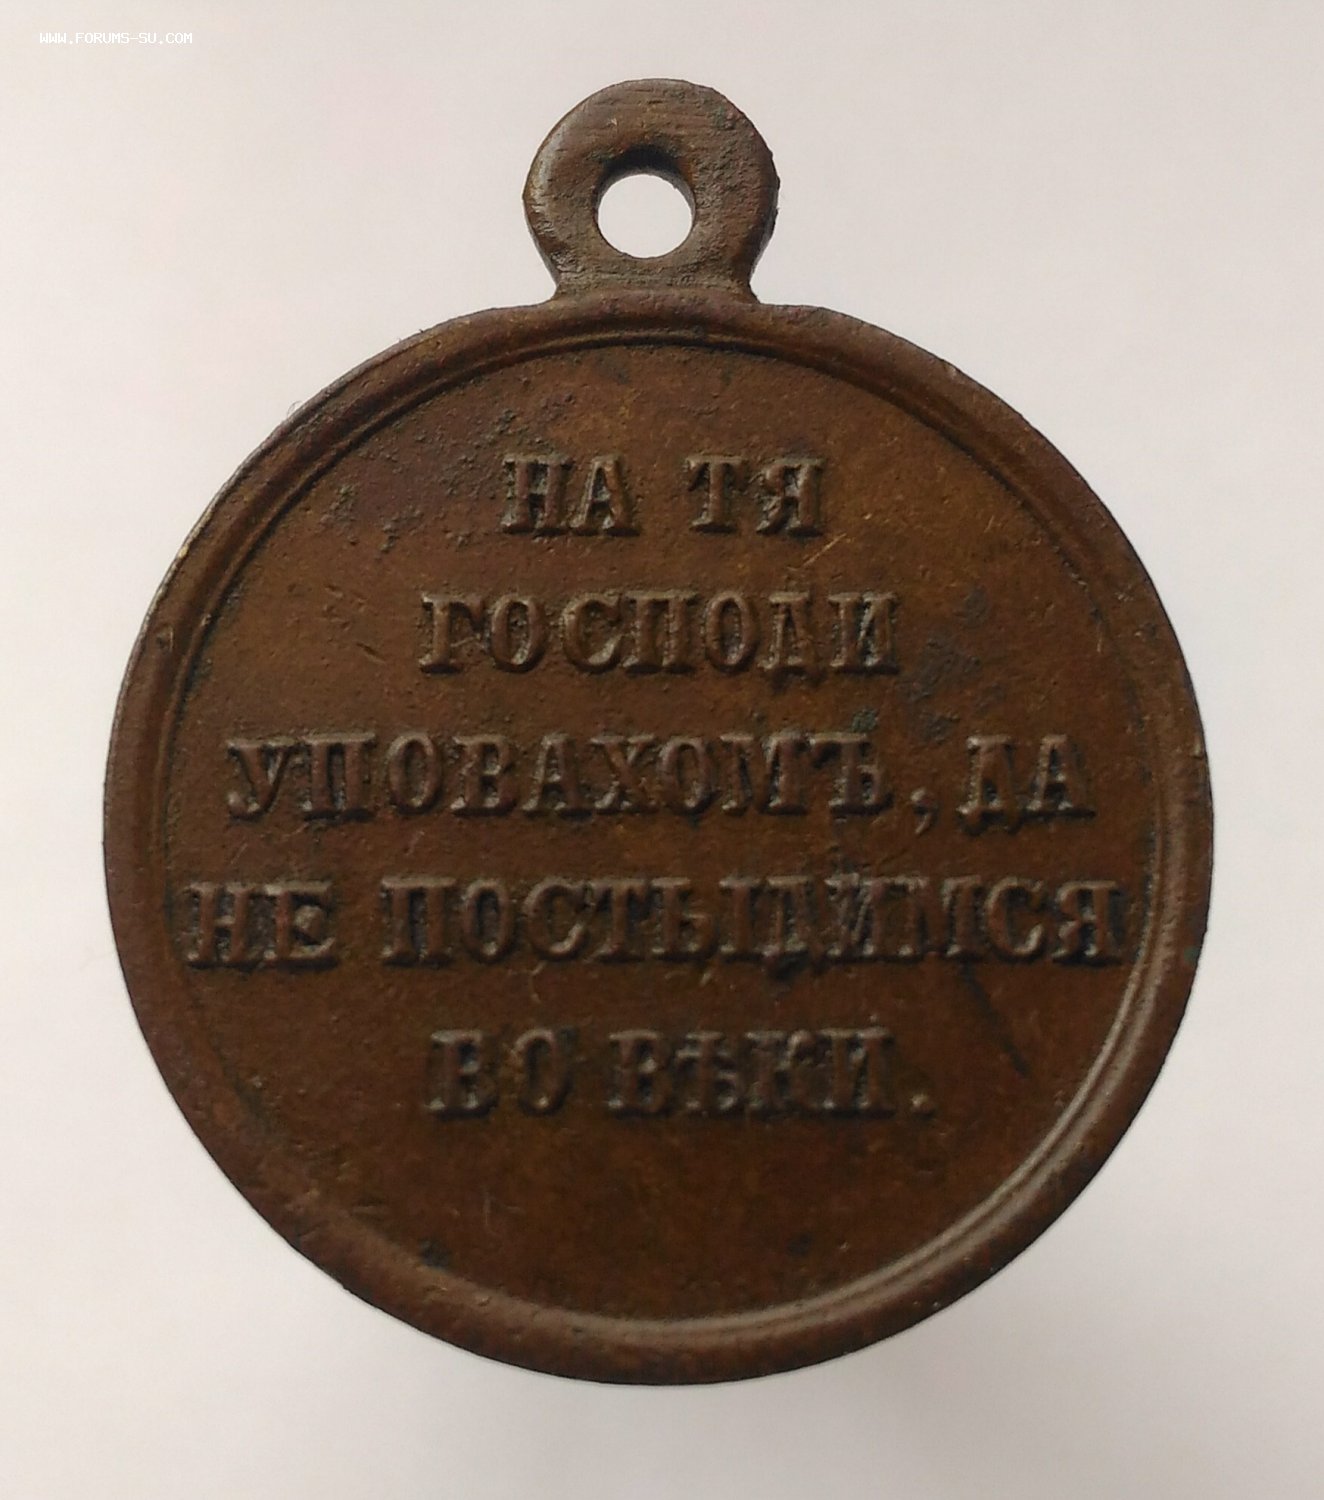 WWW.FORUMS-SU.COM
НА ТЯ
ГОСПОДИ
УПОВАХОМЪ, ДА
НЕ ПОСТЫДИМСЯ
ВО ВѢКИ.